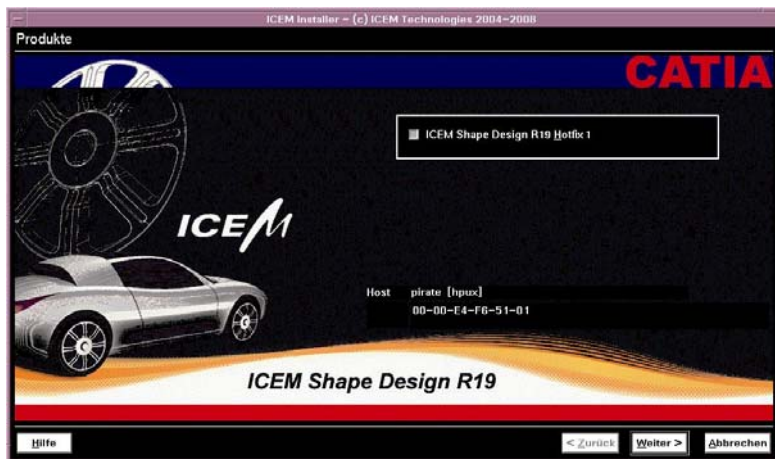 ICEM Installer - (c) ICEM Technologies 2004-2008
Produkte
CATIA
ICEM Shape Design R19 Hotfix 1
ICEM
Host pirate [hpux]
00-00-E4-F6-51-01
ICEM Shape Design R19
Hilfe
< Zurück
Weiter >
Abbrechen